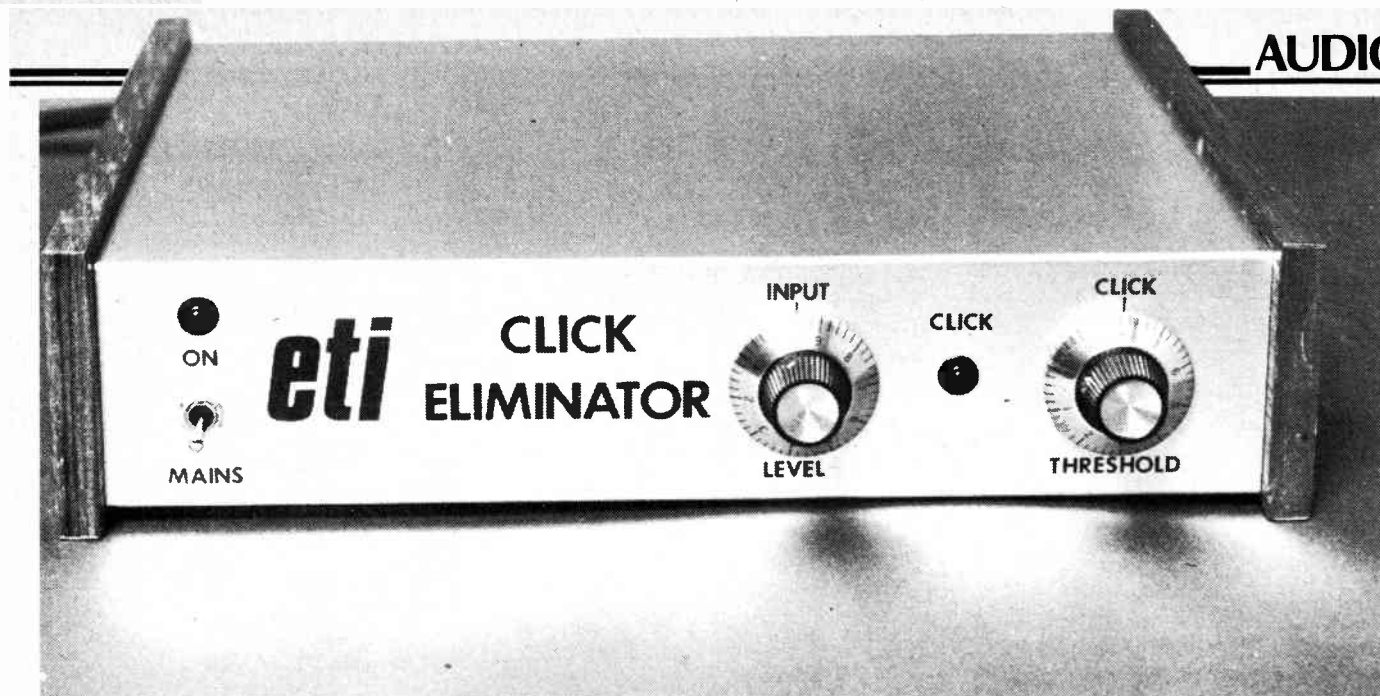 AUDIO
INPUT
CLICK
CLICK
ON
eti
CLICK
ELIMINATOR
MAINS
LEVEL
THRESHOLD